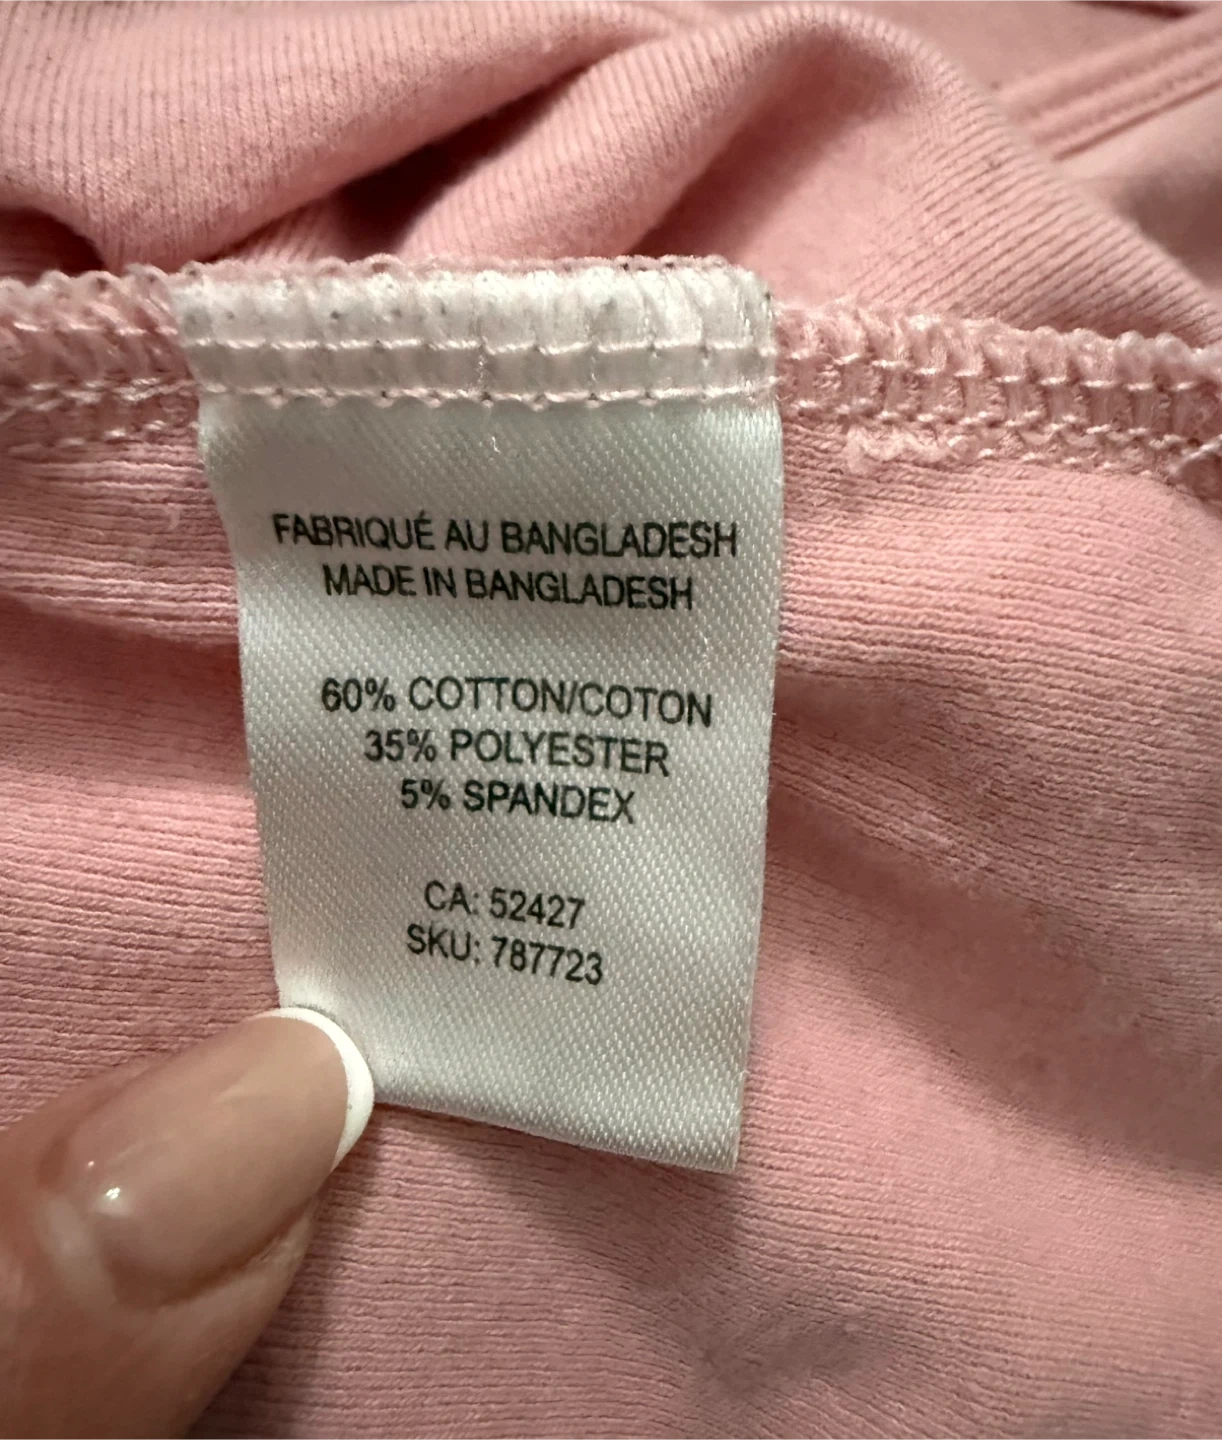 FABRIQUÉ AU BANGLADESH
MADE IN BANGLADESH
60% COTTON/COTON
35% POLYESTER
5% SPANDEX
CA: 52427
SKU: 787723